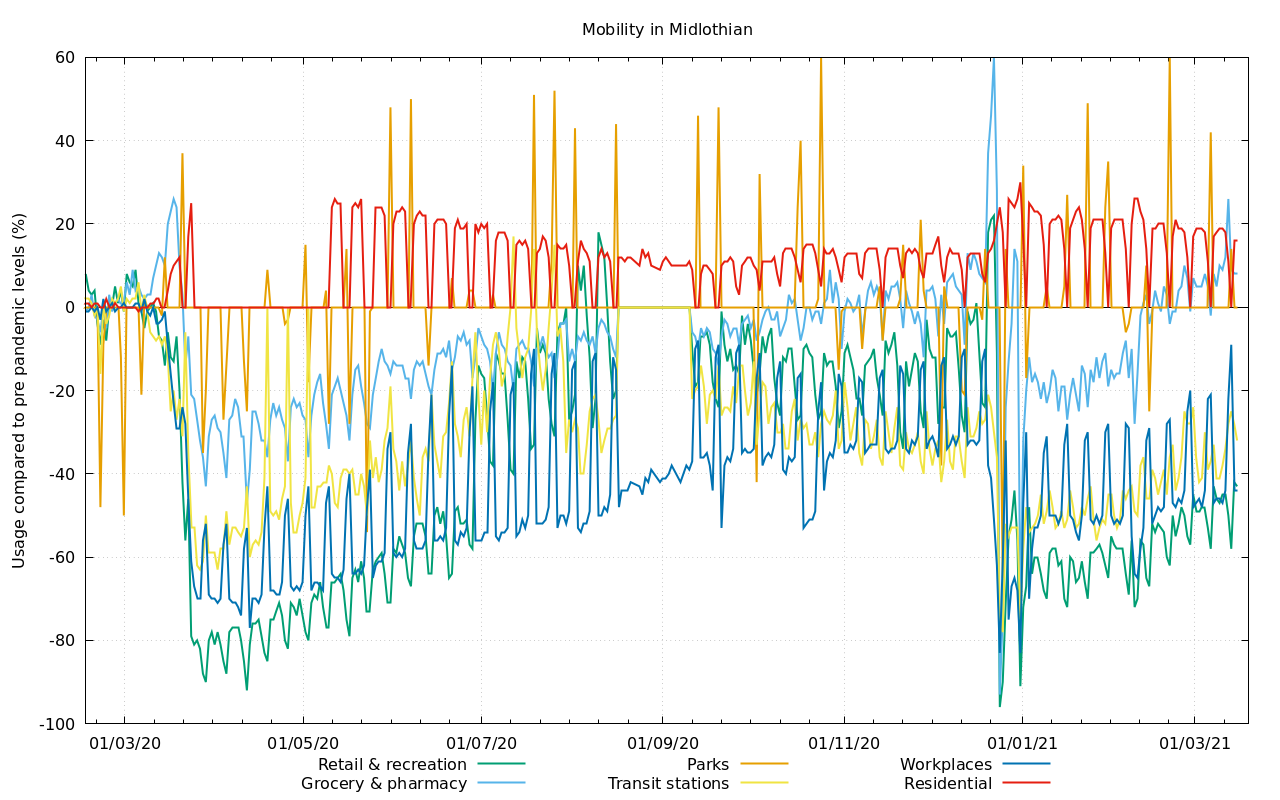 Mobility in Midlothian
Usage compared to pre pandemic levels (%)
60
40
20
0
-20
-40
-60
-80
-100
01/03/20 01/05/20 01/07/20 01/09/20 01/11/20 01/01/21 01/03/21
Retail & recreation Parks Workplaces
Grocery & pharmacy Transit stations Residential